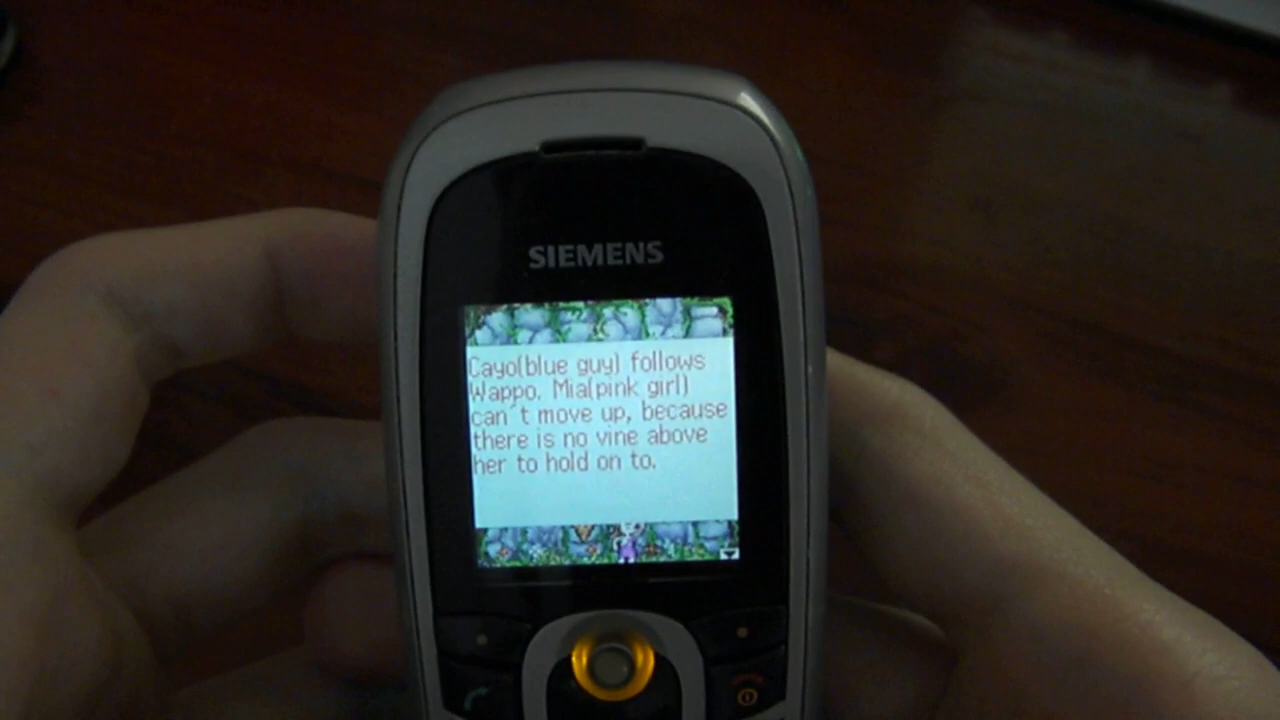 SIEMENS
Cayo(blue guy) follows
Wappo. Mia(pink girl)
can´t move up, because
there is no vine above
her to hold on to.